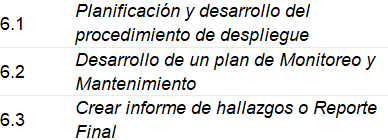 6.1 Planificación y desarrollo del
procedimiento de despliegue
6.2 Desarrollo de un plan de Monitoreo y
Mantenimiento
6.3 Crear informe de hallazgos o Reporte
Final